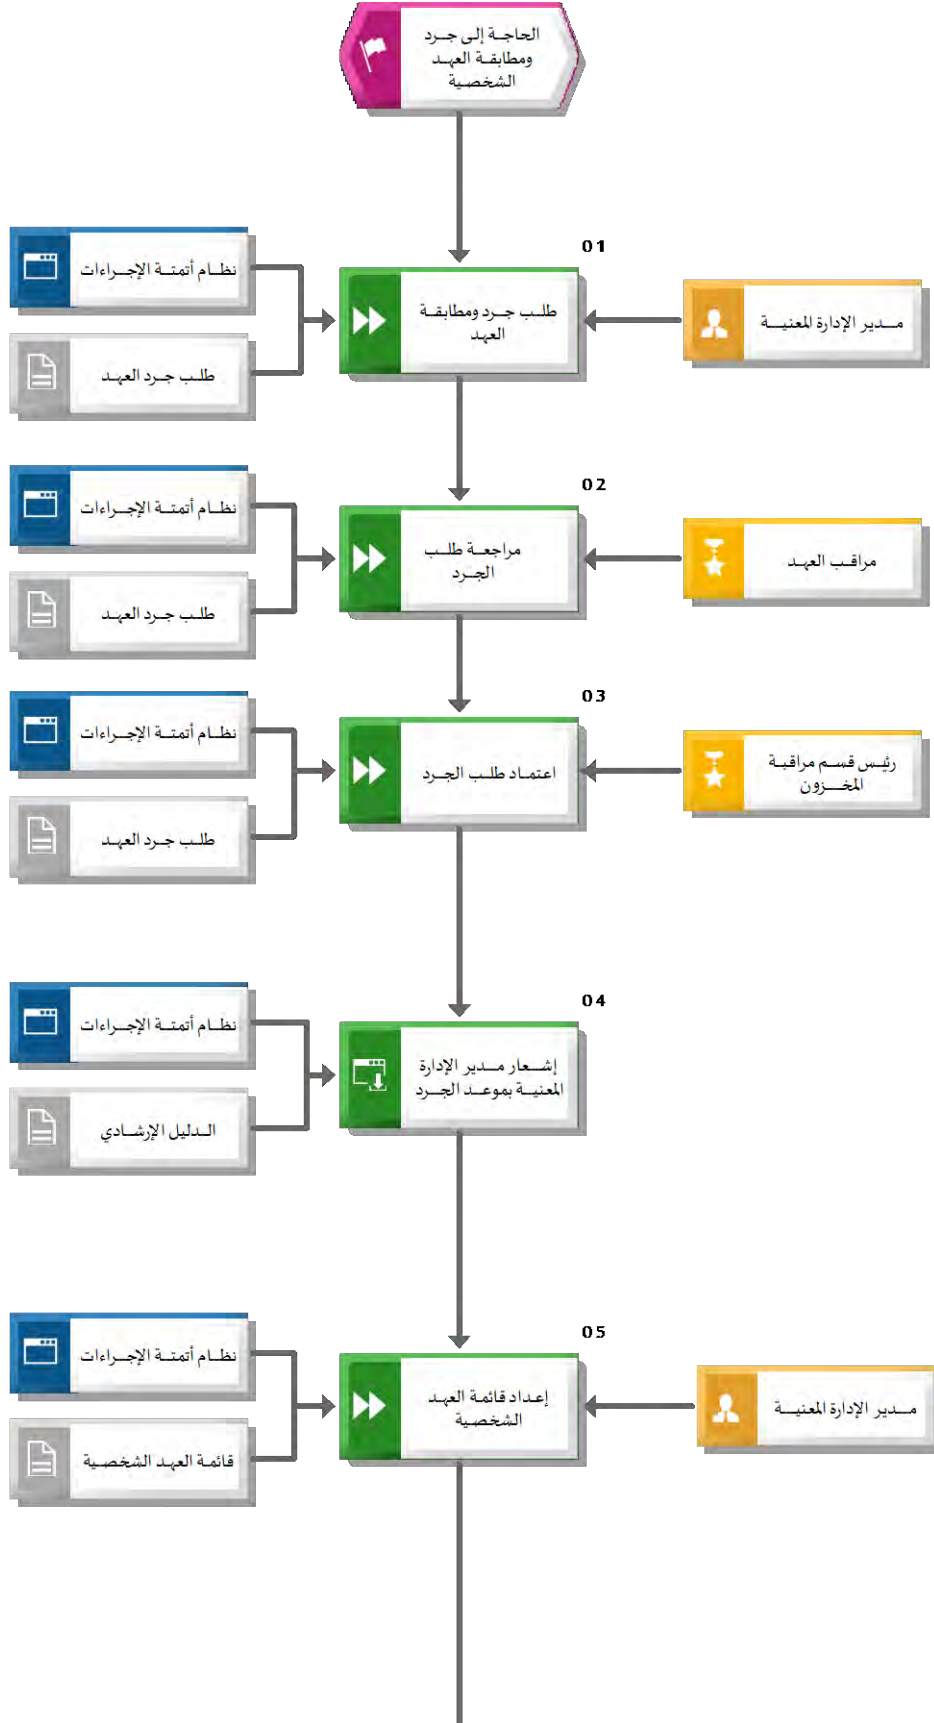 الحاجة إلى جرد
ومطابقة العهد
الشخصية
01
مدير الإدارة المعنية
طلب جرد ومطابقة
العهد
نظام أتمتة الإجراءات
طلب جرد العهد
02
مراقب العهد
مراجعة طلب
الجرد
نظام أتمتة الإجراءات
طلب جرد العهد
03
رئيس قسم مراقبة
المخزون
اعتماد طلب الجرد
نظام أتمتة الإجراءات
طلب جرد العهد
04
إشعار مدير الإدارة
المعنية بموعد الجرد
نظام أتمتة الإجراءات
الدليل الإرشادي
05
مدير الإدارة المعنية
إعداد قائمة العهد
الشخصية
نظام أتمتة الإجراءات
قائمة العهد الشخصية